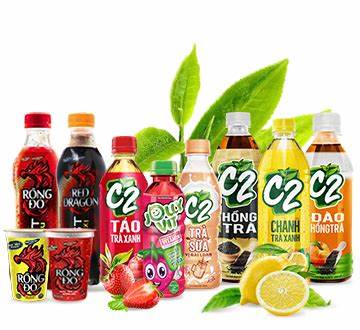 RỒNG
ĐỎ
RED
DRAGON
C2
TÁO
TRÀ XANH
JOLLY
VIT
C2
TRÀ
SỮA
C2
HỒNG
TRÀ
C2
CHANH
TRÀ XANH
C2
ĐÀO
HỒNG TRÀ
RỒNG
ĐỎ
RỒNG
ĐỎ